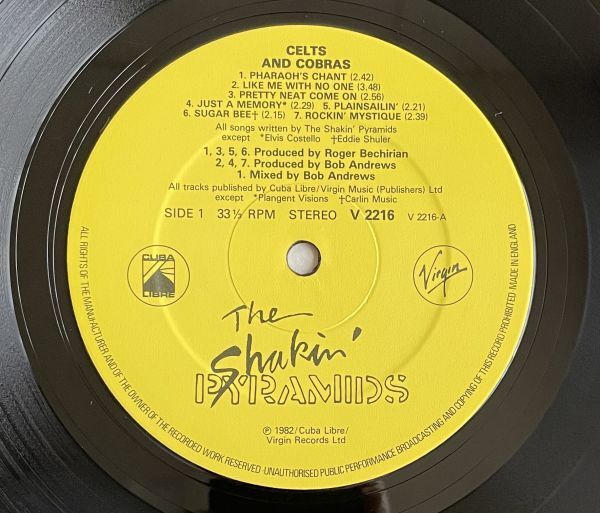 CELTS
AND COBRAS
1. PHARAOH'S CHANT (2.42)
2. LIKE ME WITH NO ONE (3.48)
3. PRETTY NEAT COME ON (2.56)
4. JUST A MEMORY* (2.29) 5. PLAINSAILIN' (2.21)
6. SUGAR BEE† (2.15) 7. ROCKIN' MYSTIQUE (2.39)
All songs written by The Shakin' Pyramids
except *Elvis Costello †Eddie Shuler
1, 3, 5, 6. Produced by Roger Bechirian
2, 4, 7. Produced by Bob Andrews
1. Mixed by Bob Andrews
All tracks published by Cuba Libre/Virgin Music (Publishers) Ltd
except *Plangent Visions †Carlin Music
SIDE 1 33⅓ RPM STEREO V 2216 V 2216-A
CUBA
LIBRE
Virgin
The
Shakin'
PYRAMIDS
℗ 1982/Cuba Libre/
Virgin Records Ltd
ALL RIGHTS OF THE MANUFACTURER AND OF THE OWNER OF THE RECORDED WORK RESERVED·UNAUTHORISED PUBLIC PERFORMANCE BROADCASTING AND COPYING OF THIS RECORD PROHIBITED MADE IN ENGLAND